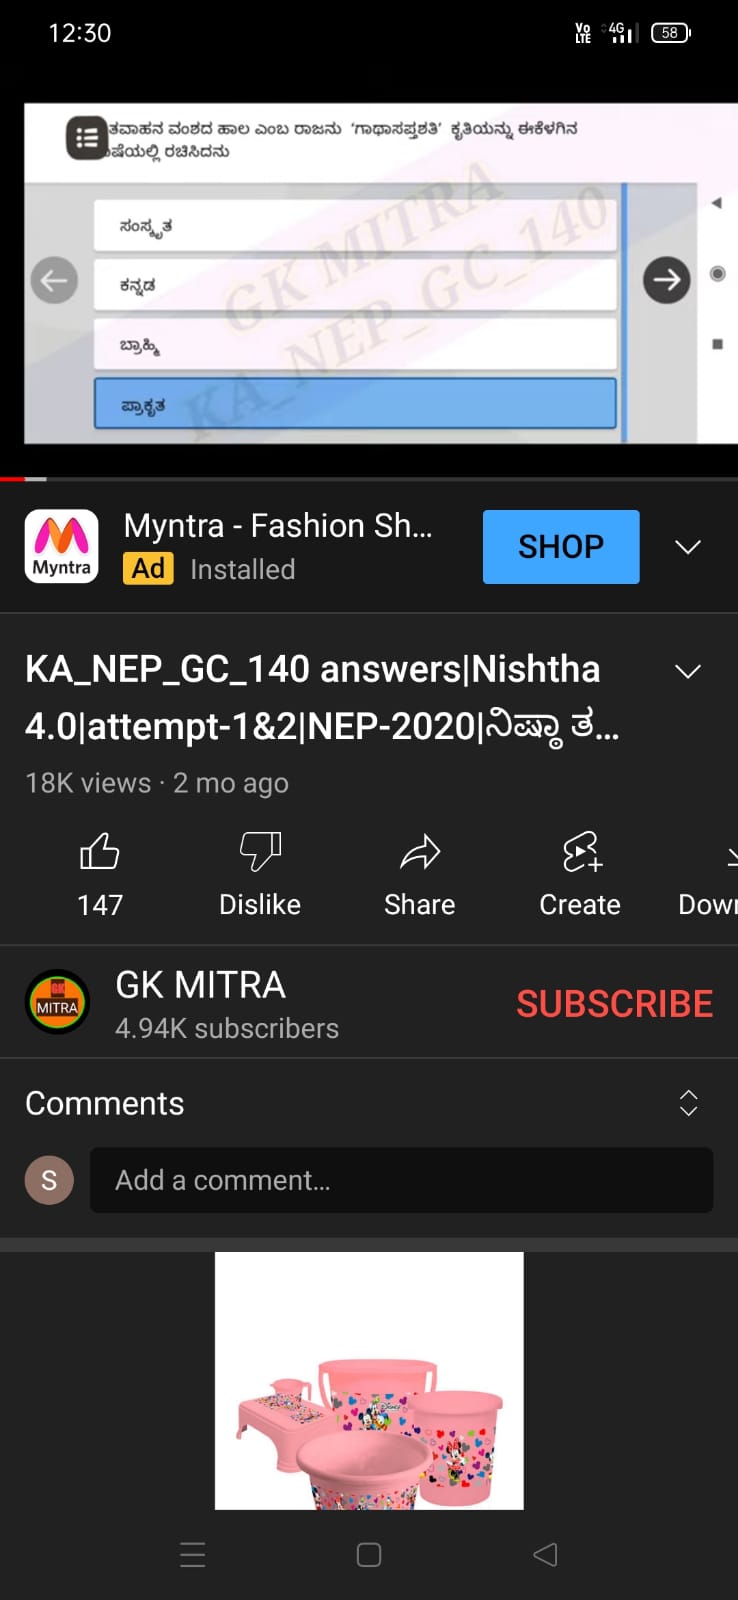 12:30
Vo LTE 4G 58
ತವಾಹನ ವಂಶದ ಹಾಲ ಎಂಬ ರಾಜನು 'ಗಾಥಾಸಪ್ತಶತಿ' ಕೃತಿಯನ್ನು ಈಕೆಳಗಿನ
ಷೆಯಲ್ಲಿ ರಚಿಸಿದನು
ಸಂಸ್ಕೃತ
ಕನ್ನಡ
ಬ್ರಾಹ್ಮಿ
ಪ್ರಾಕೃತ
GK MITRA
KA_NEP_GC_140
Myntra
Myntra - Fashion Sh...
Ad Installed
SHOP
KA_NEP_GC_140 answers|Nishtha
4.0|attempt-1&2|NEP-2020|ನಿಷ್ಠಾ ತ...
18K views · 2 mo ago
147 Dislike Share Create Dow
GK
MITRA
GK MITRA
4.94K subscribers
SUBSCRIBE
Comments
S
Add a comment...